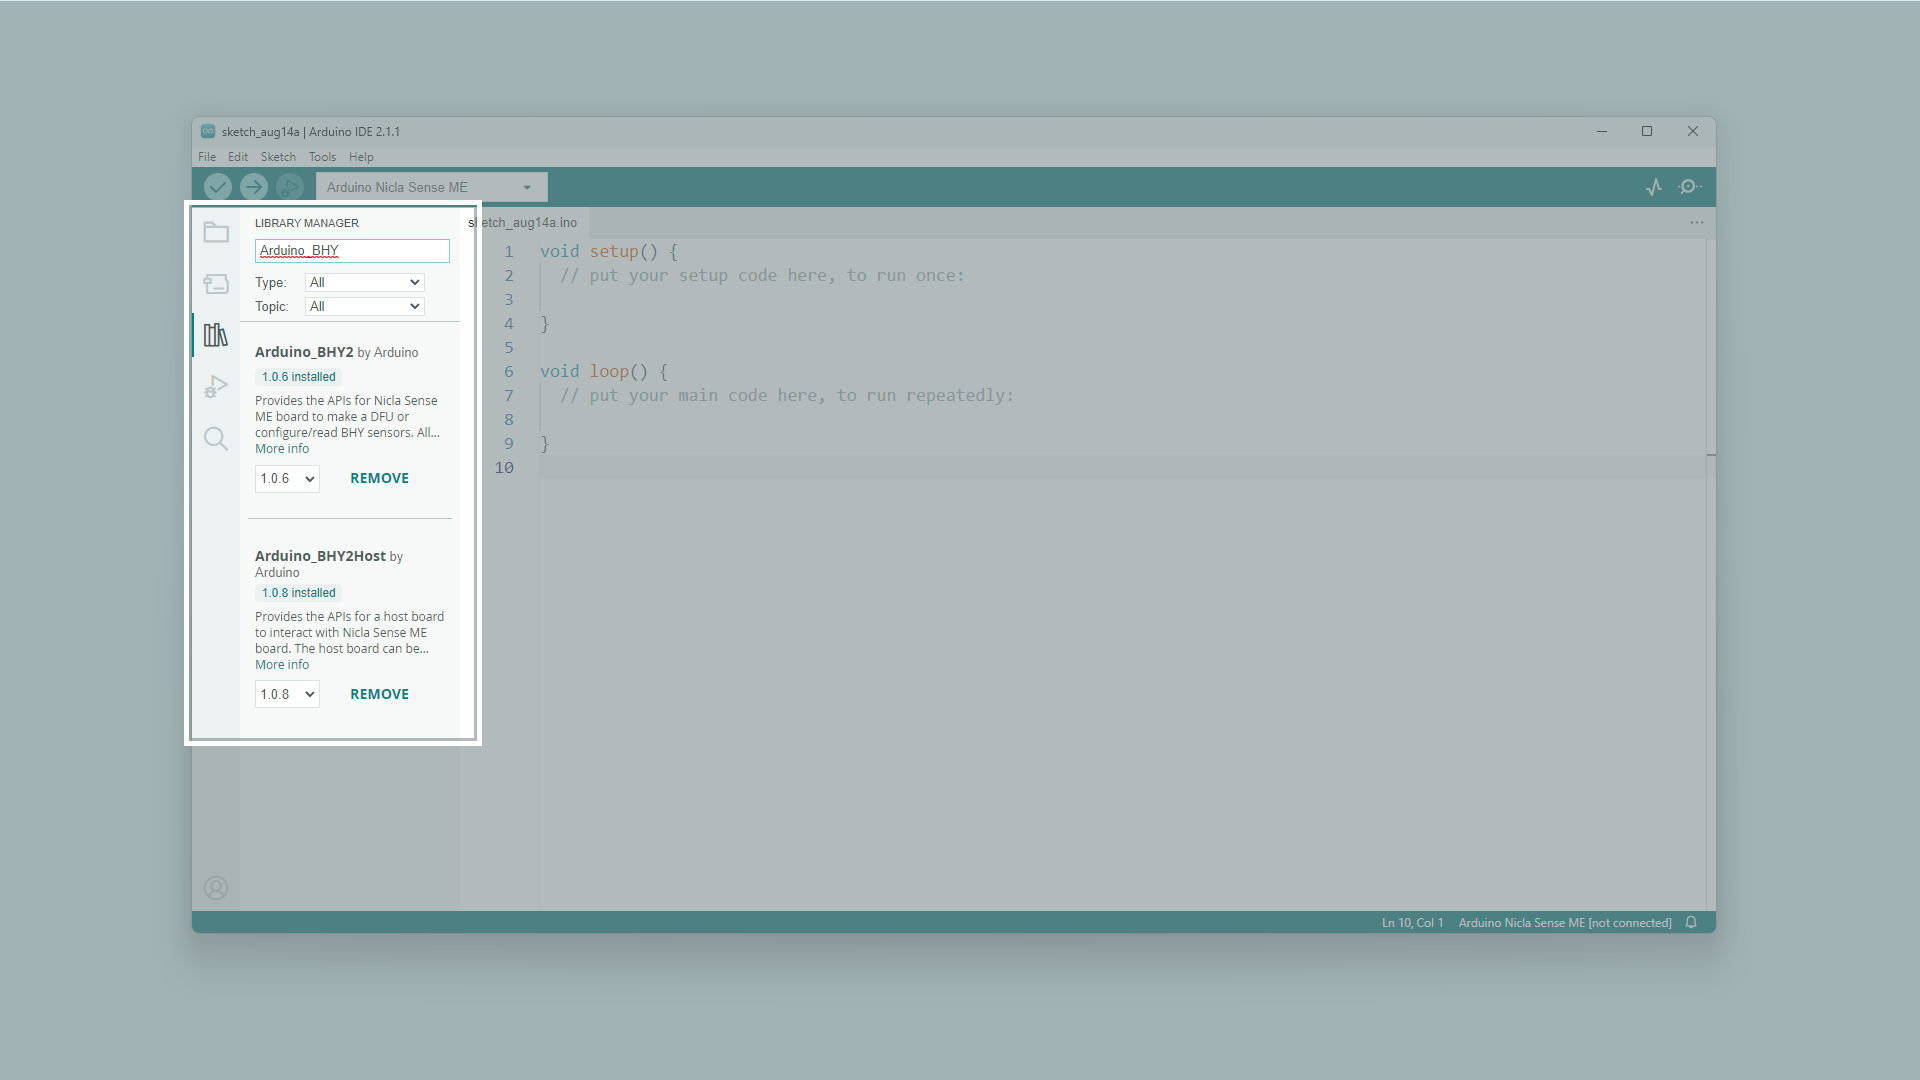 sketch_aug14a | Arduino IDE 2.1.1
File Edit Sketch Tools Help
Arduino Nicla Sense ME
LIBRARY MANAGER
Arduino_BHY
Type: All
Topic: All
Arduino_BHY2 by Arduino
1.0.6 installed
Provides the APIs for Nicla Sense
ME board to make a DFU or
configure/read BHY sensors. All...
More info
1.0.6 REMOVE
Arduino_BHY2Host by
Arduino
1.0.8 installed
Provides the APIs for a host board
to interact with Nicla Sense ME
board. The host board can be...
More info
1.0.8 REMOVE
sketch_aug14a.ino
1 void setup() {
2 // put your setup code here, to run once:
3
4 }
5
6 void loop() {
7 // put your main code here, to run repeatedly:
8
9 }
10
Ln 10, Col 1 Arduino Nicla Sense ME [not connected]